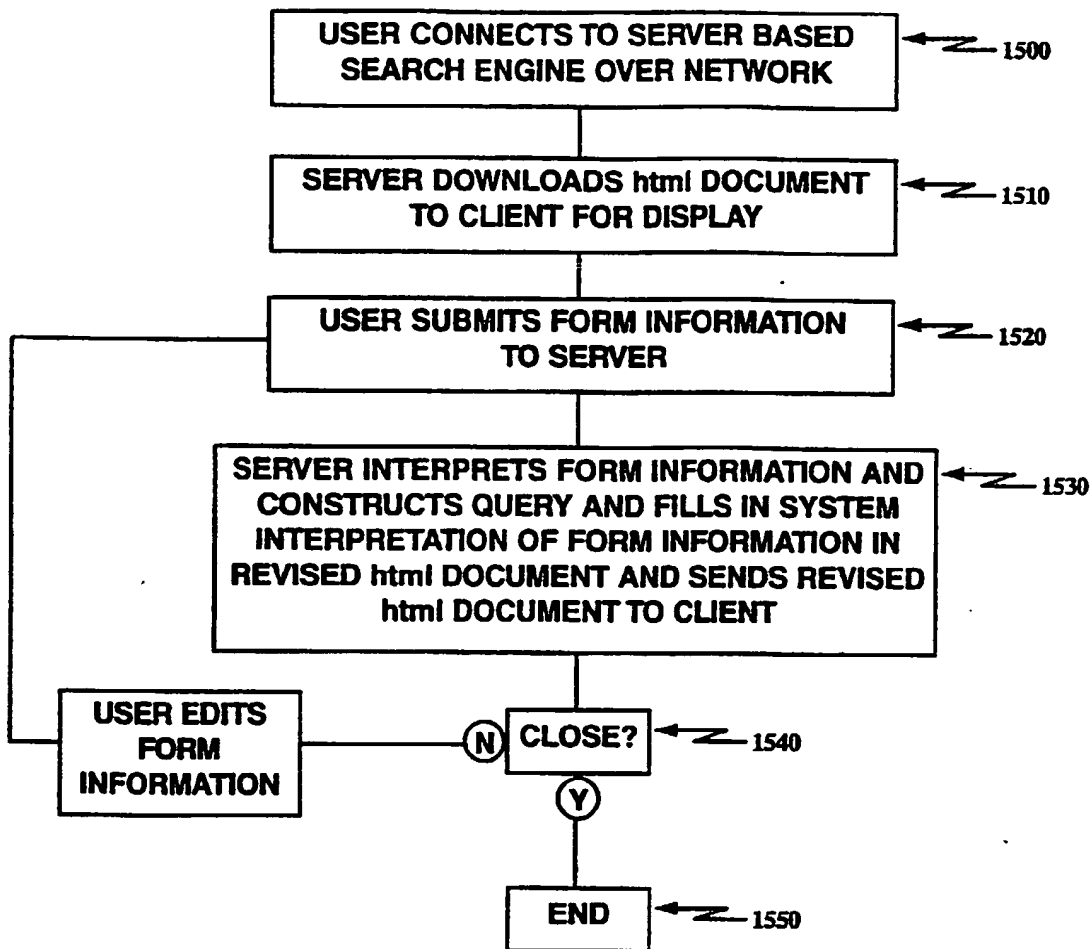 USER CONNECTS TO SERVER BASED
SEARCH ENGINE OVER NETWORK
1500
SERVER DOWNLOADS html DOCUMENT
TO CLIENT FOR DISPLAY
1510
USER SUBMITS FORM INFORMATION
TO SERVER
1520
SERVER INTERPRETS FORM INFORMATION AND
CONSTRUCTS QUERY AND FILLS IN SYSTEM
INTERPRETATION OF FORM INFORMATION IN
REVISED html DOCUMENT AND SENDS REVISED
html DOCUMENT TO CLIENT
1530
USER EDITS
FORM
INFORMATION
N
CLOSE?
1540
Y
END
1550